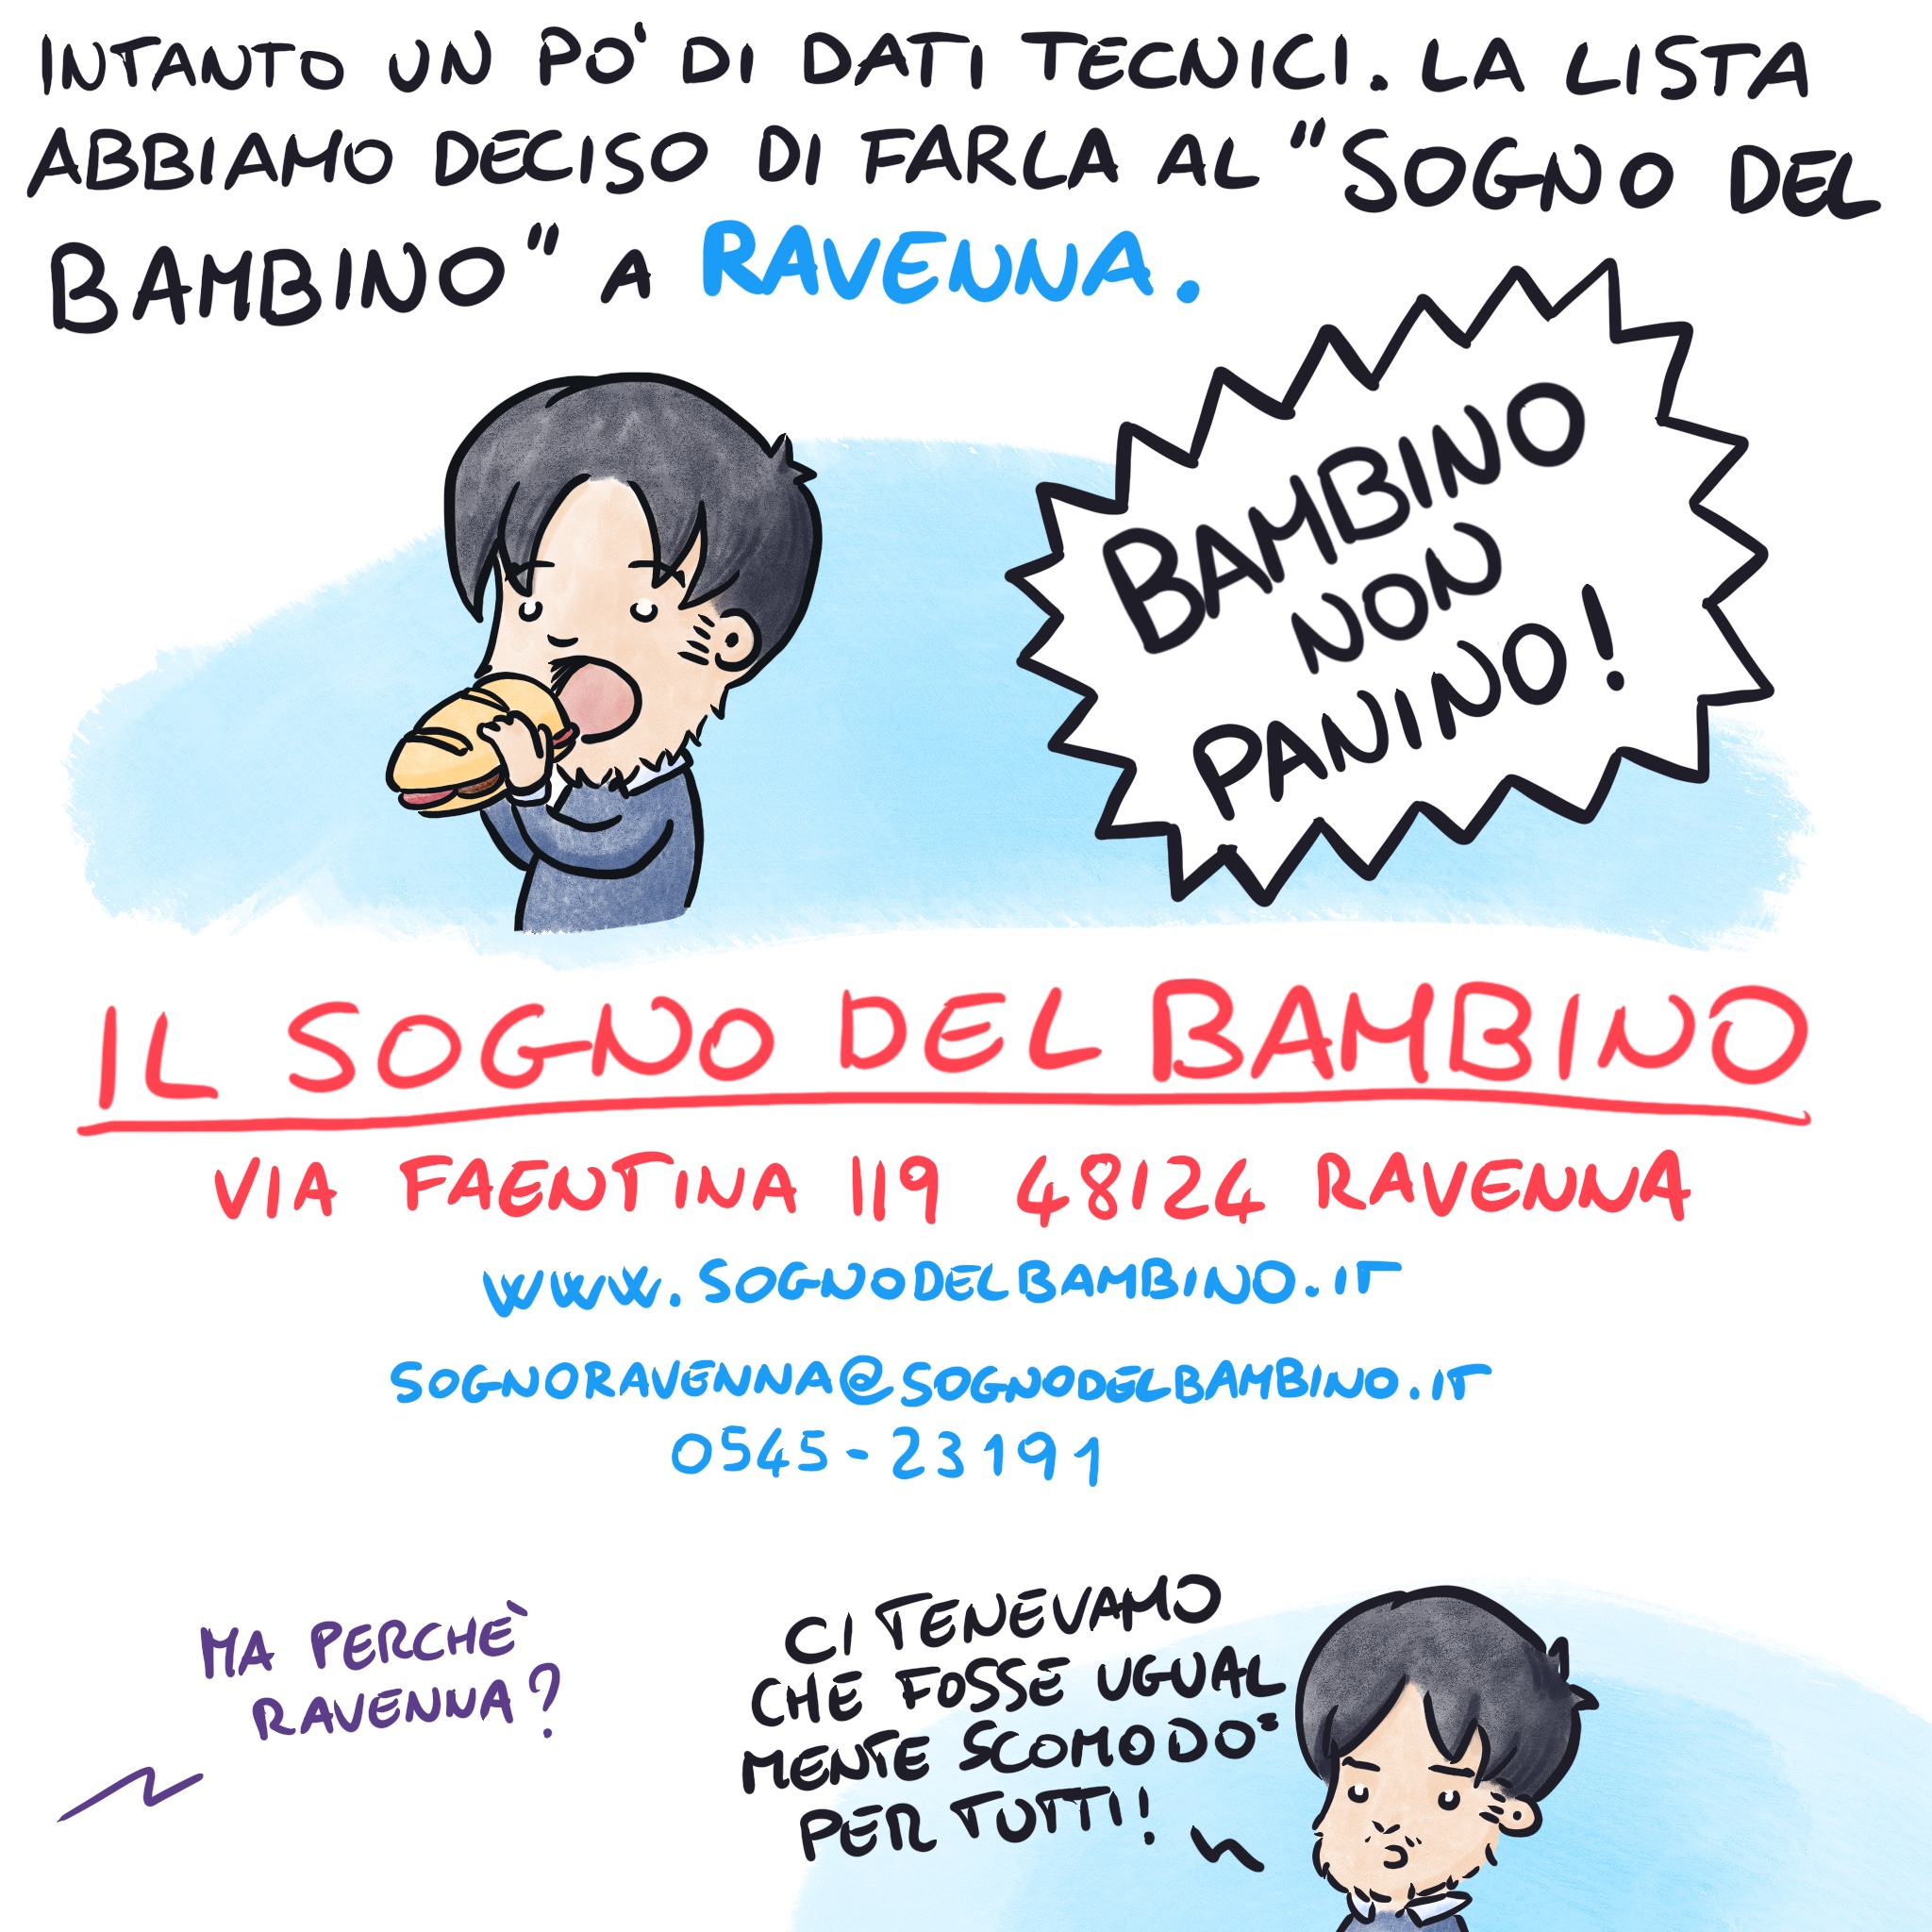 INTANTO UN PO' DI DATI TECNICI. LA LISTA
ABBIAMO DECISO DI FARLA AL "SOGNO DEL
BAMBINO" A RAVENNA.
BAMBINO
NON
PANINO!
IL SOGNO DEL BAMBINO
VIA FAENTINA 119 48124 RAVENNA
WWW.SOGNODELBAMBINO.IT
SOGNORAVENNA@SOGNODELBAMBINO.IT
0545-23191
MA PERCHÈ
RAVENNA?
CI TENEVAMO
CHE FOSSE UGUAL
MENTE SCOMODO
PER TUTTI!